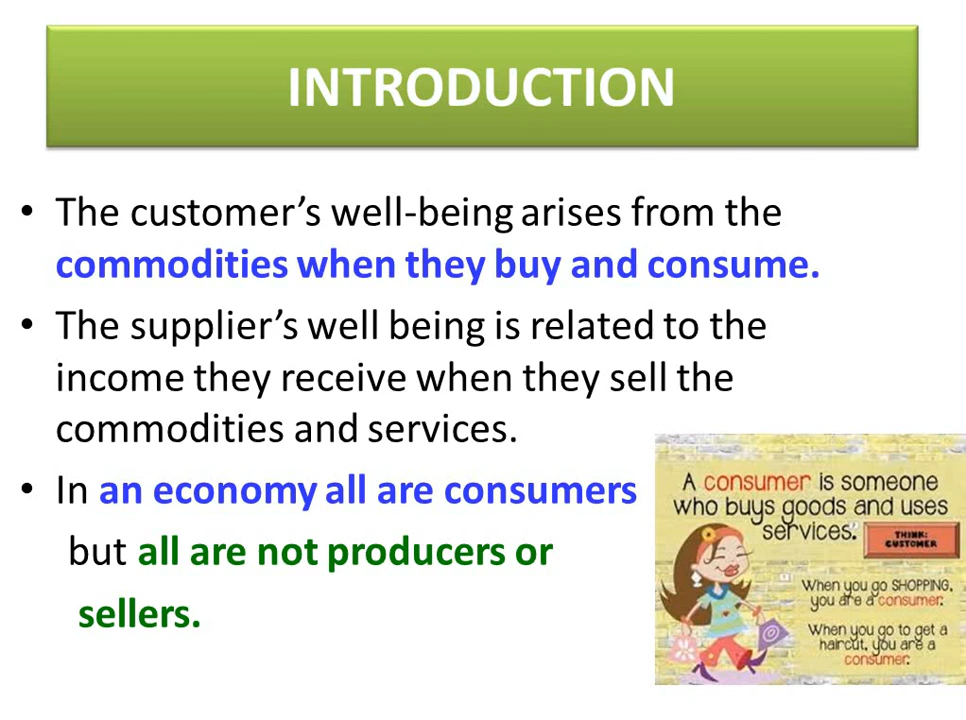 INTRODUCTION
• The customer’s well-being arises from the
commodities when they buy and consume.
• The supplier’s well being is related to the
income they receive when they sell the
commodities and services.
• In an economy all are consumers
but all are not producers or
sellers.
A consumer is someone
who buys goods and uses
services.
THINK:
CUSTOMER
When you go SHOPPING,
you are a consumer.
When you go to get a
haircut, you are a
consumer.